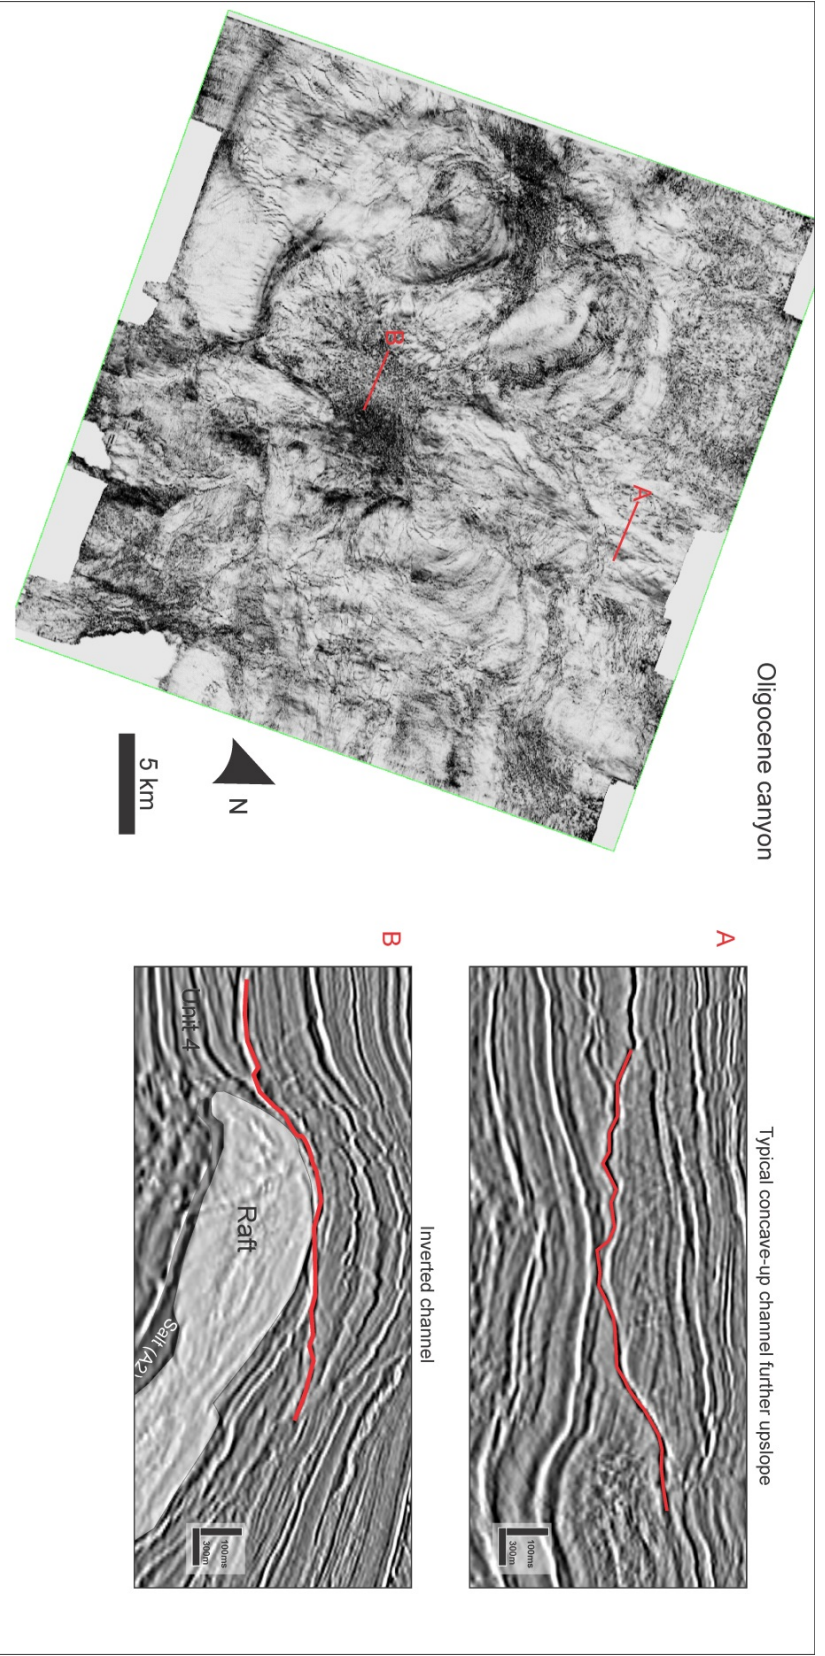 Oligocene canyon
B
A
N
5 km
A
Typical concave-up channel further upslope
100ms
300m
B
Inverted channel
Unit 4
Raft
Salt (A2)
100ms
300m